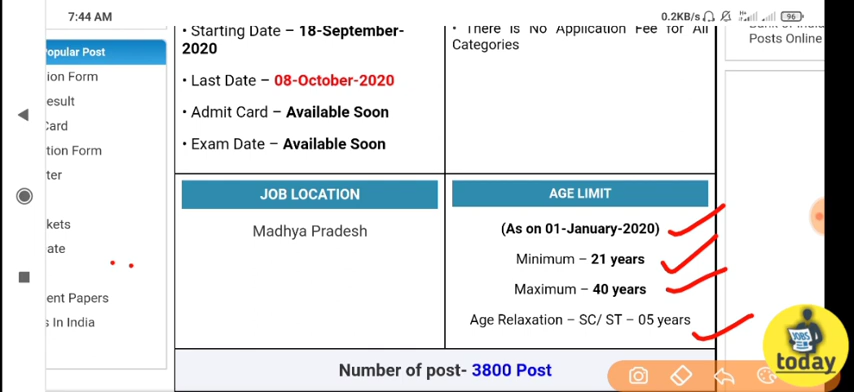 7:44 AM
0.2KB/s
96
Popular Post
ion Form
esult
Card
tion Form
ter
kets
ate
ent Papers
s In India
• Starting Date – 18-September-
2020
• Last Date – 08-October-2020
• Admit Card – Available Soon
• Exam Date – Available Soon
• There is No Application Fee for All
Categories
Posts Online
JOB LOCATION
Madhya Pradesh
AGE LIMIT
(As on 01-January-2020)
Minimum – 21 years
Maximum – 40 years
Age Relaxation – SC/ ST – 05 years
Number of post- 3800 Post
JOBS
today